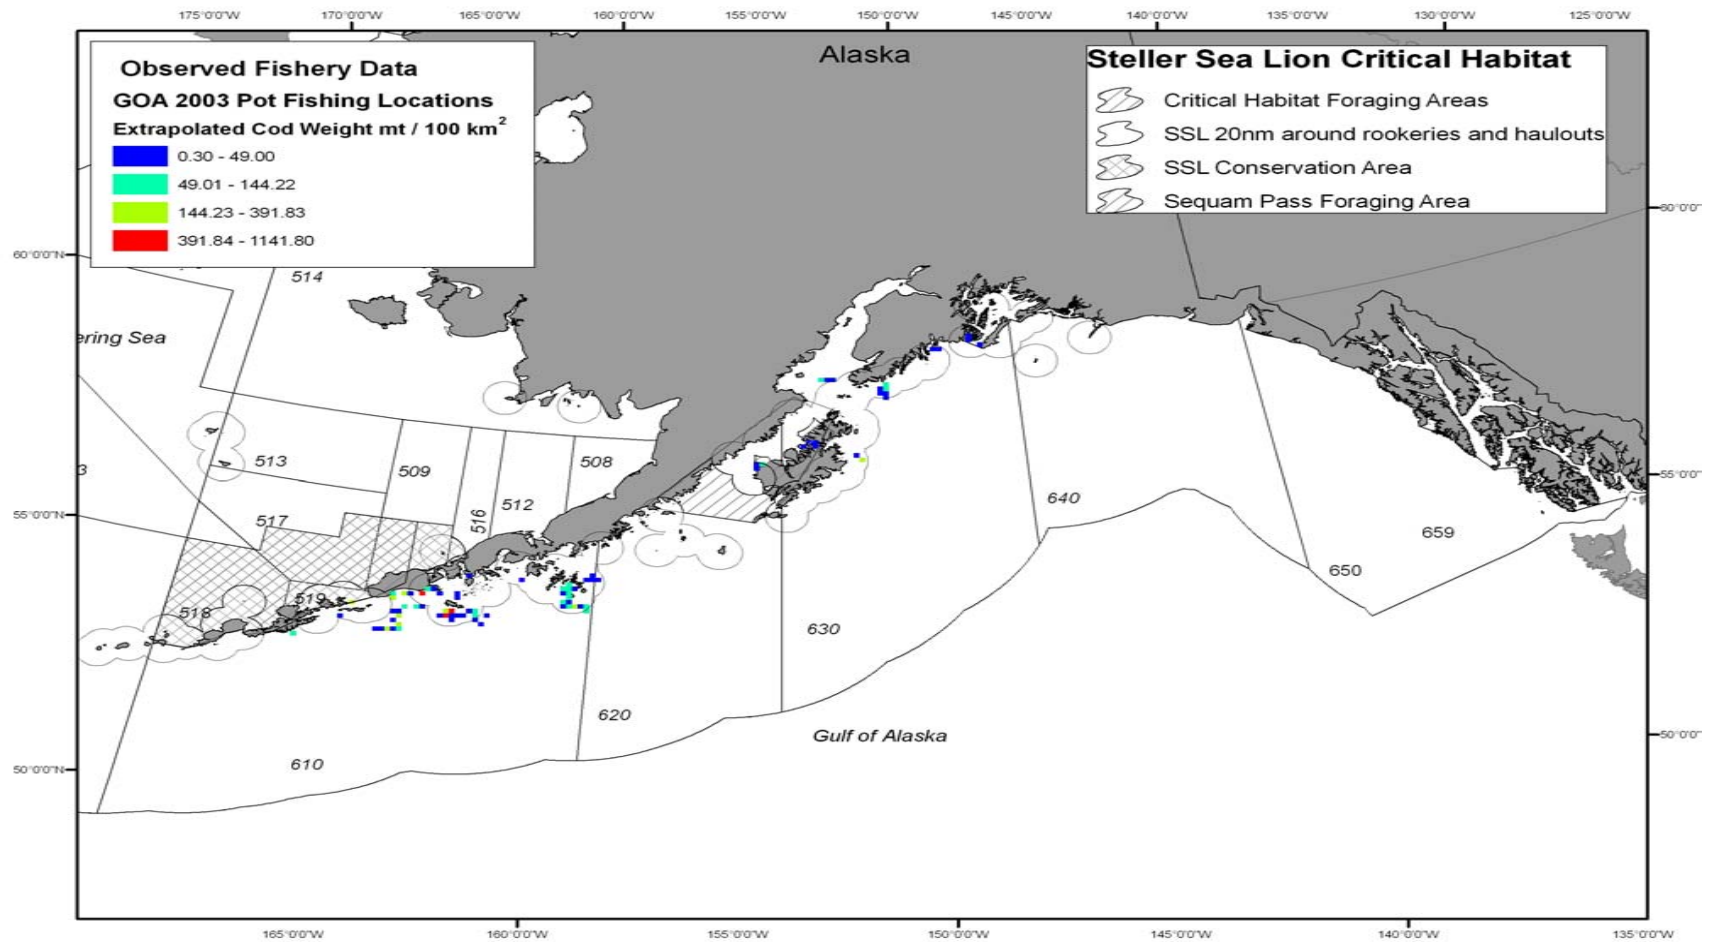 175°0'0"W 170°0'0"W 165°0'0"W 160°0'0"W 155°0'0"W 150°0'0"W 145°0'0"W 140°0'0"W 135°0'0"W 130°0'0"W 125°0'0"W
Alaska
Observed Fishery Data
GOA 2003 Pot Fishing Locations
Extrapolated Cod Weight mt / 100 km²
0.30 - 49.00
49.01 - 144.22
144.23 - 391.83
391.84 - 1141.80
Steller Sea Lion Critical Habitat
Critical Habitat Foraging Areas
SSL 20nm around rookeries and haulouts
SSL Conservation Area
Sequam Pass Foraging Area
60°0'0"
60°0'0"N
514
ering Sea
513
509
508
3
55°0'0"
512
640
516
55°0'0"N
517
659
650
519
518
630
620
Gulf of Alaska
50°0'0"
610
50°0'0"N
165°0'0"W 160°0'0"W 155°0'0"W 150°0'0"W 145°0'0"W 140°0'0"W 135°0'0"W